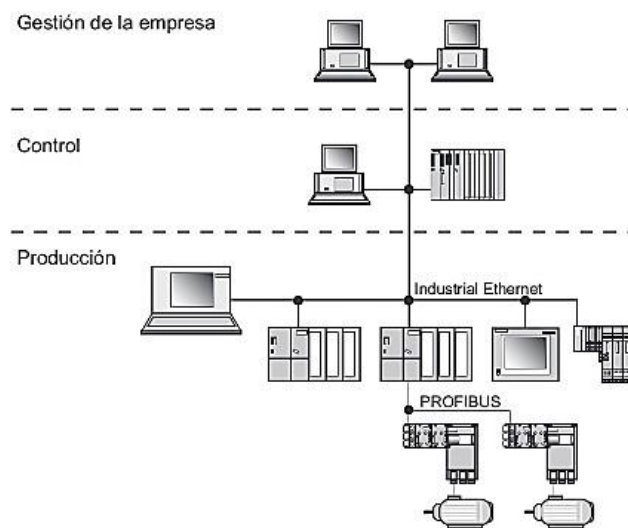 Gestión de la empresa
Control
Producción
Industrial Ethernet
PROFIBUS